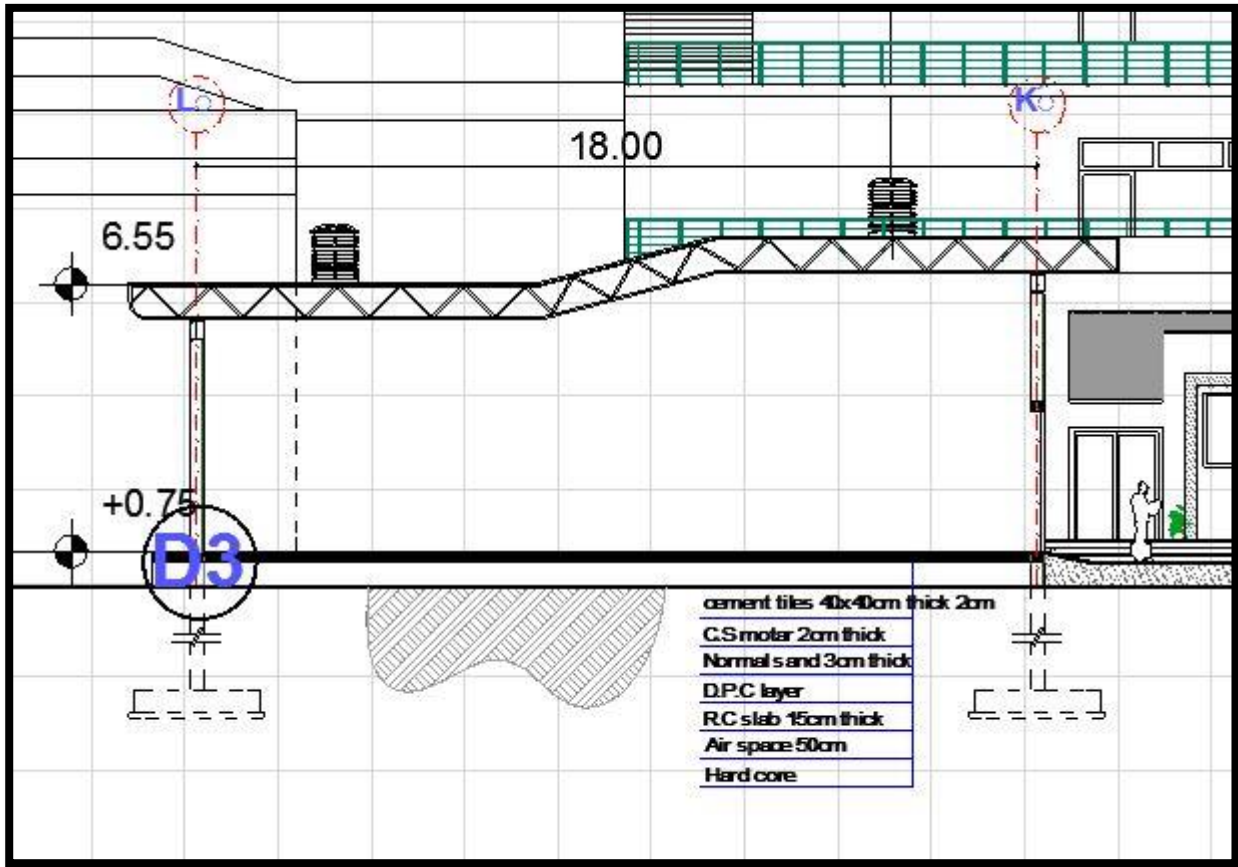 L
K
18.00
6.55
+0.75
D3
cement tiles 40x40cm thick 2cm
C.S motar 2cm thick
Normal sand 3cm thick
D.P.C layer
R.C slab 15cm thick
Air space 50cm
Hard core